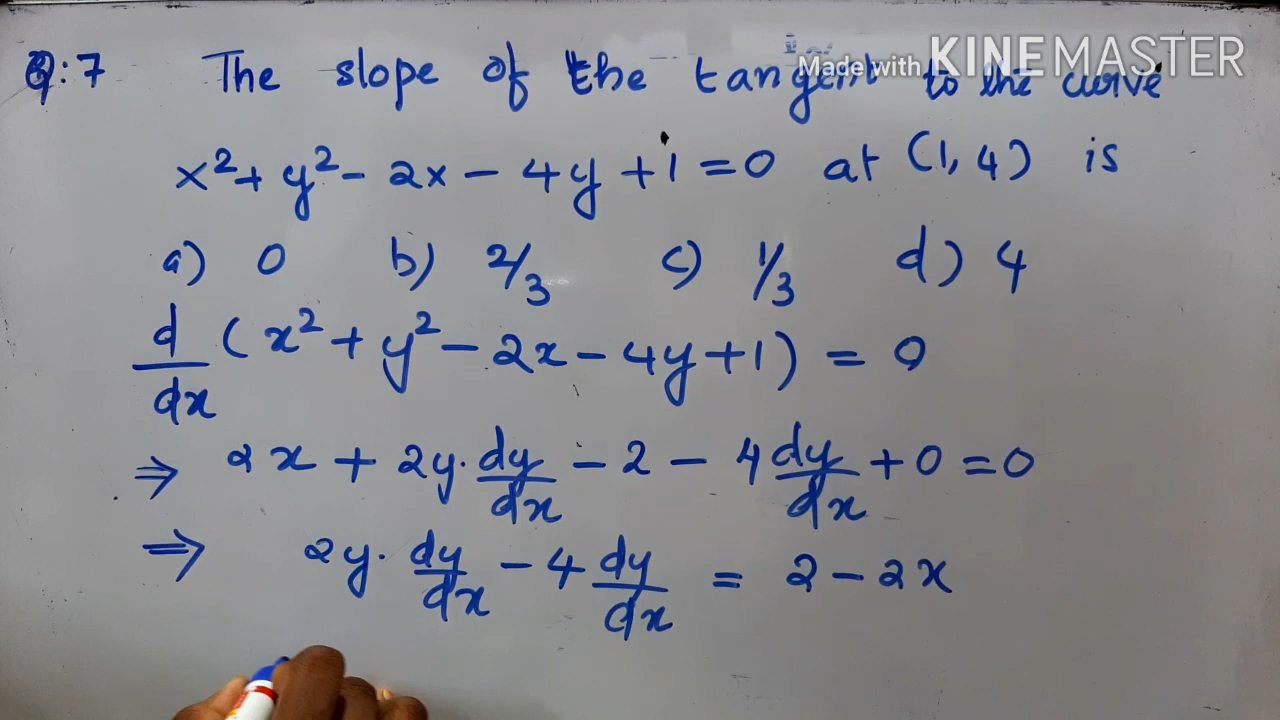 Made with KINEMASTER
Q:7 The slope of the tangent to the curve
x² + y² - 2x - 4y + 1 = 0 at (1, 4) is
a) 0 b) 2/3 c) 1/3 d) 4
d/dx (x² + y² - 2x - 4y + 1) = 0
⇒ 2x + 2y. dy/dx - 2 - 4 dy/dx + 0 = 0
⇒ 2y. dy/dx - 4 dy/dx = 2 - 2x